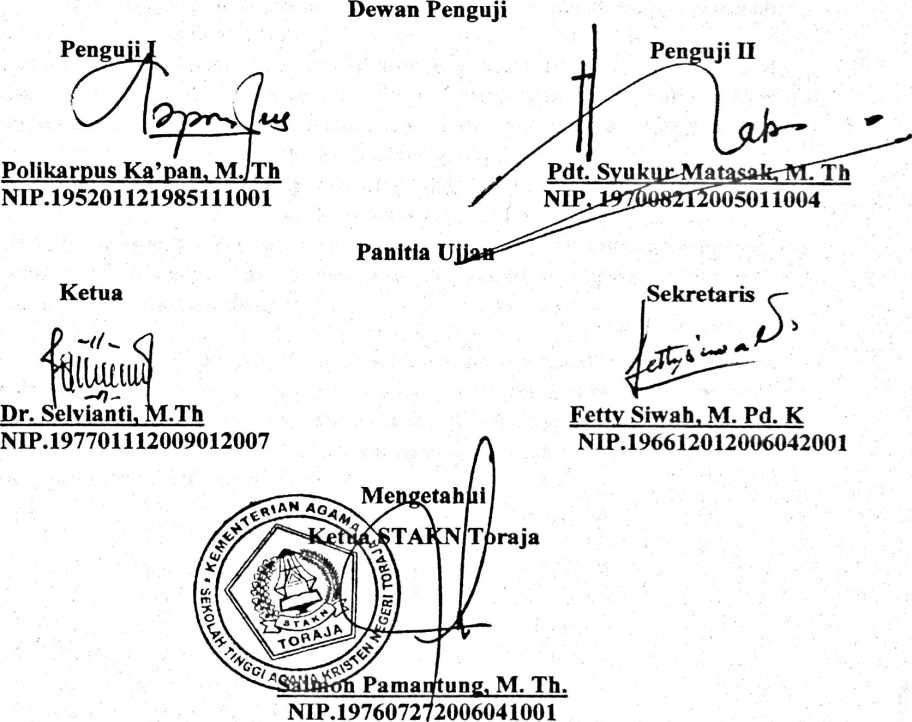 Dewan Penguji
Penguji I
Penguji II
Polikarpus Ka'pan, M. Th
NIP.195201121985111001
Pdt. Syukur Matasak, M. Th
NIP. 197008212005011004
Panitia Ujian
Ketua
Sekretaris
Fettysiwah
Dr. Selvianti, M.Th
NIP.197701112009012007
Fetty Siwah, M. Pd. K
NIP.196612012006042001
Mengetahui
Ketua STAKN Toraja
KEMENTERIAN AGAMA
SEKOLAH TINGGI AGAMA KRISTEN NEGERI TORAJA
STAKN
TORAJA
Salmon Pamantung, M. Th.
NIP.197607272006041001